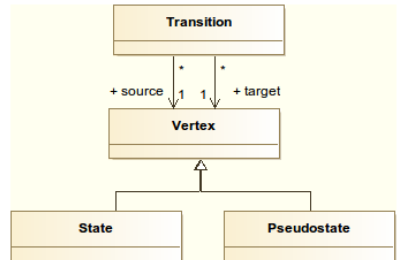 Transition
* *
+ source 1 1 + target
Vertex
State Pseudostate